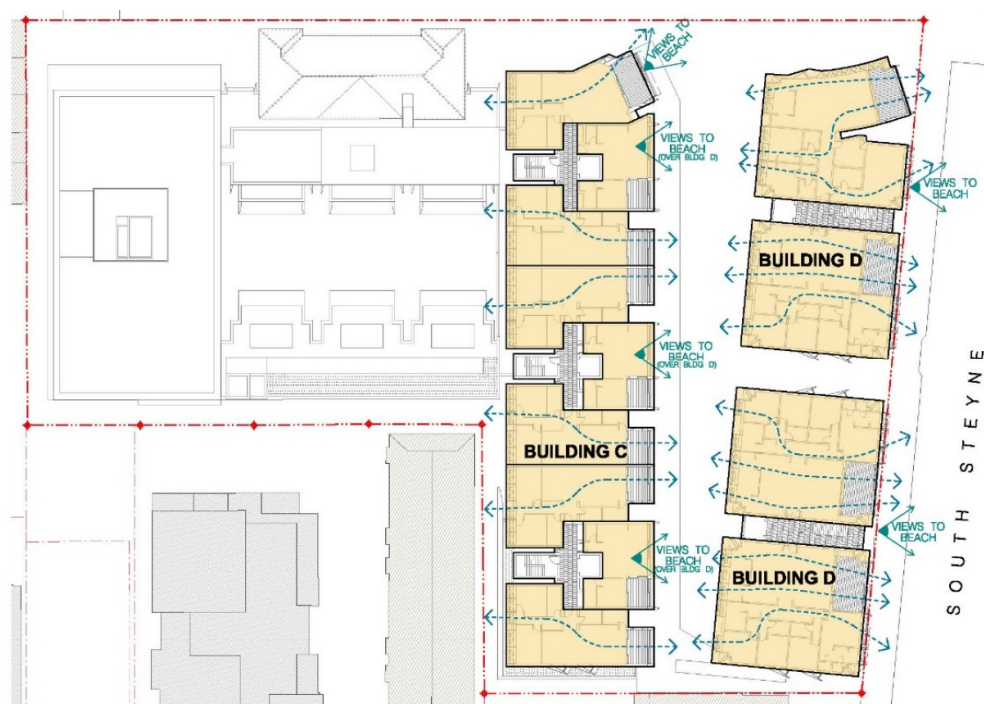 VIEWS TO
BEACH
VIEWS TO
BEACH
(OVER BLDG D)
VIEWS TO
BEACH
BUILDING D
VIEWS TO
BEACH
(OVER BLDG D)
BUILDING C
VIEWS TO
BEACH
VIEWS TO
BEACH
(OVER BLDG D)
BUILDING D
SOUTH STEYNE